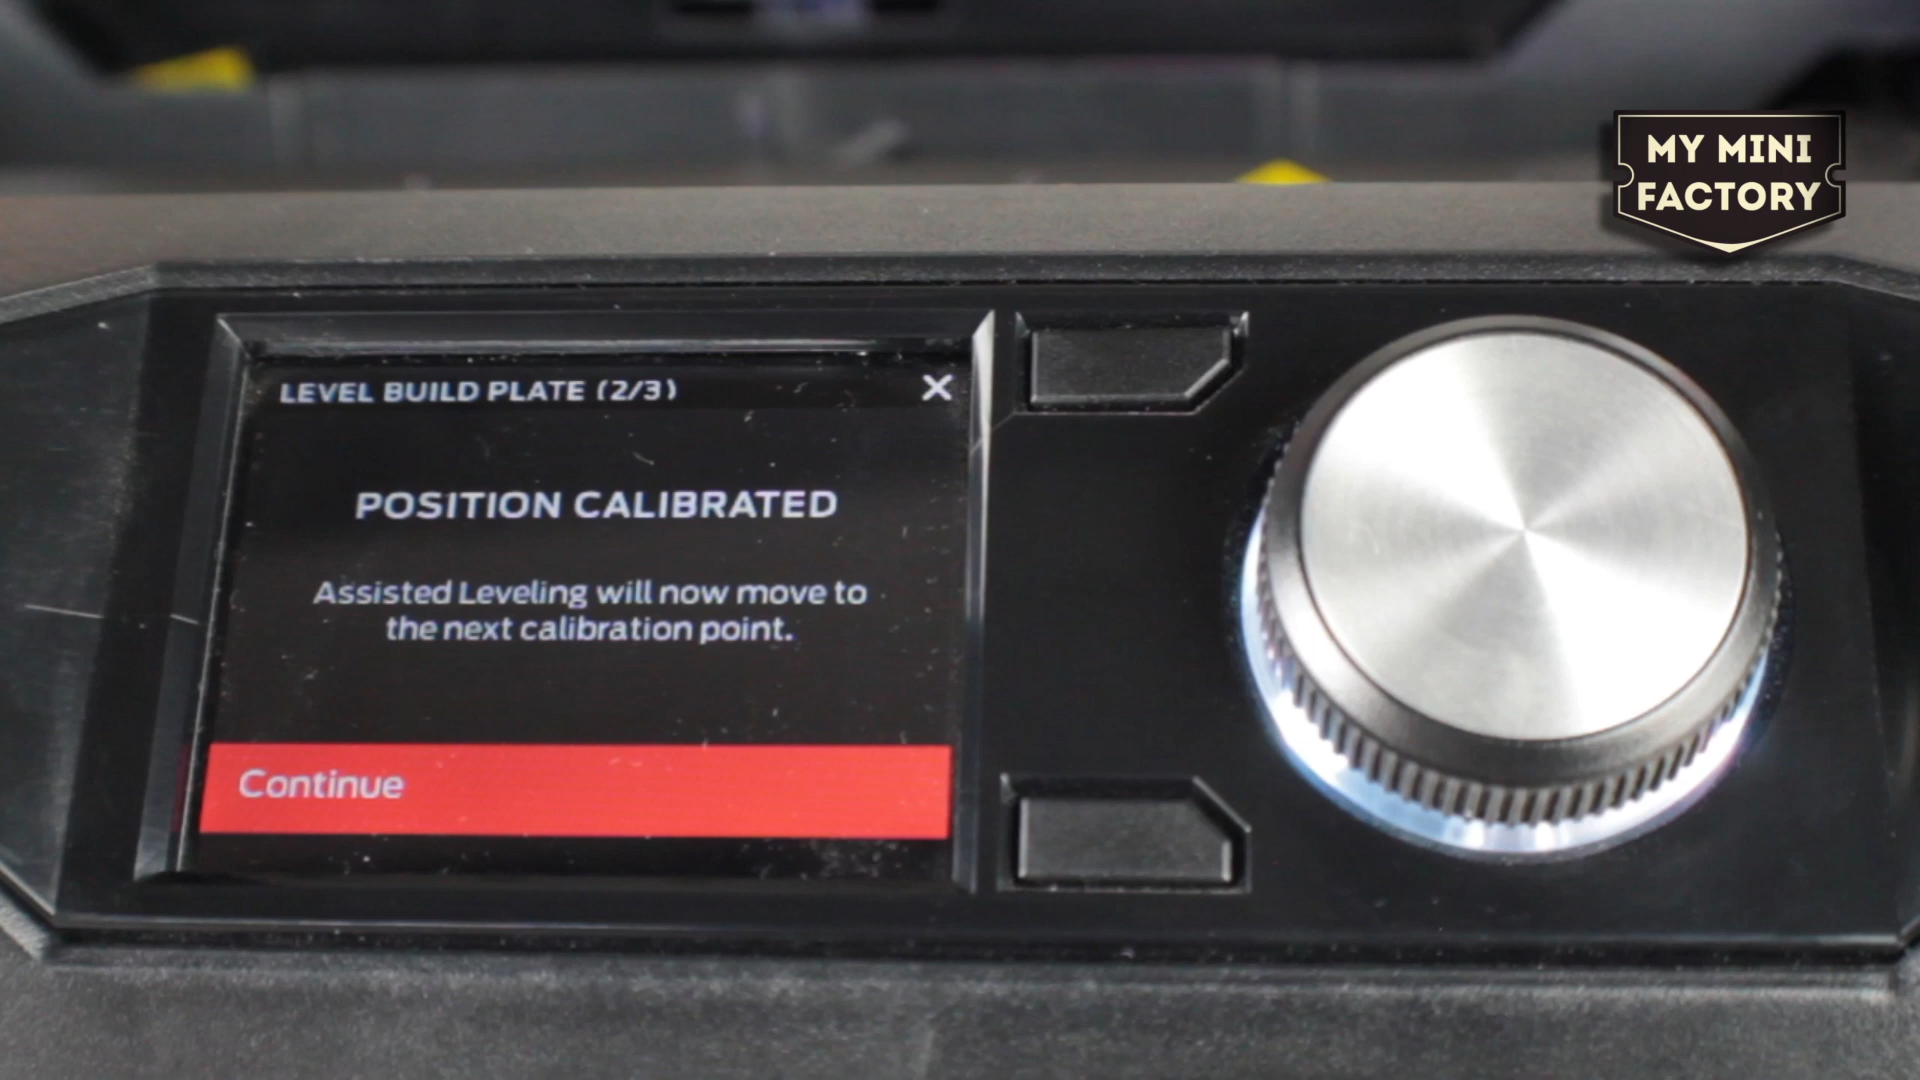 MY MINI
FACTORY
LEVEL BUILD PLATE (2/3) X
POSITION CALIBRATED
Assisted Leveling will now move to
the next calibration point.
Continue